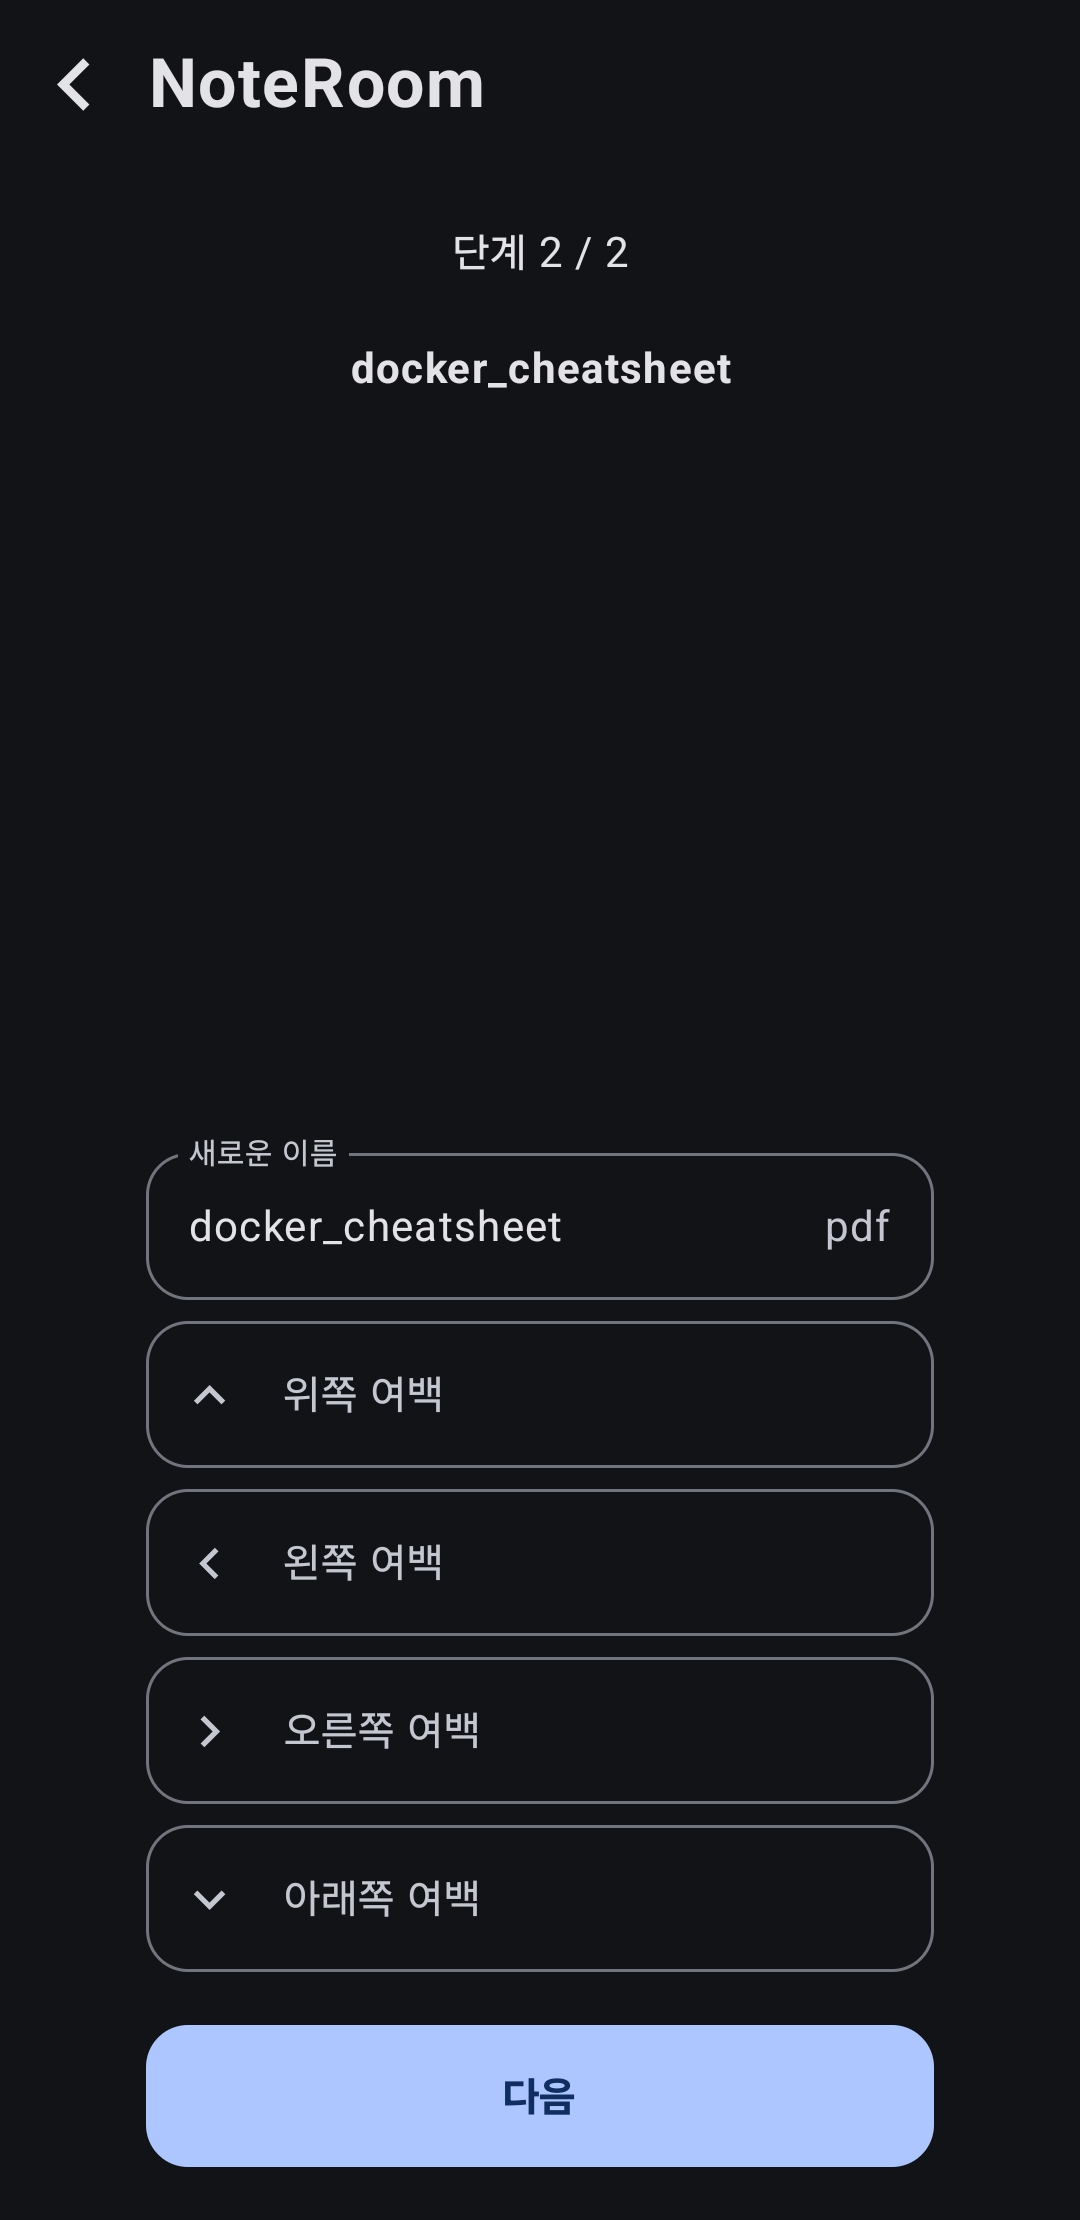 NoteRoom
단계 2 / 2
docker_cheatsheet
새로운 이름
docker_cheatsheet pdf
위쪽 여백
왼쪽 여백
오른쪽 여백
아래쪽 여백
다음